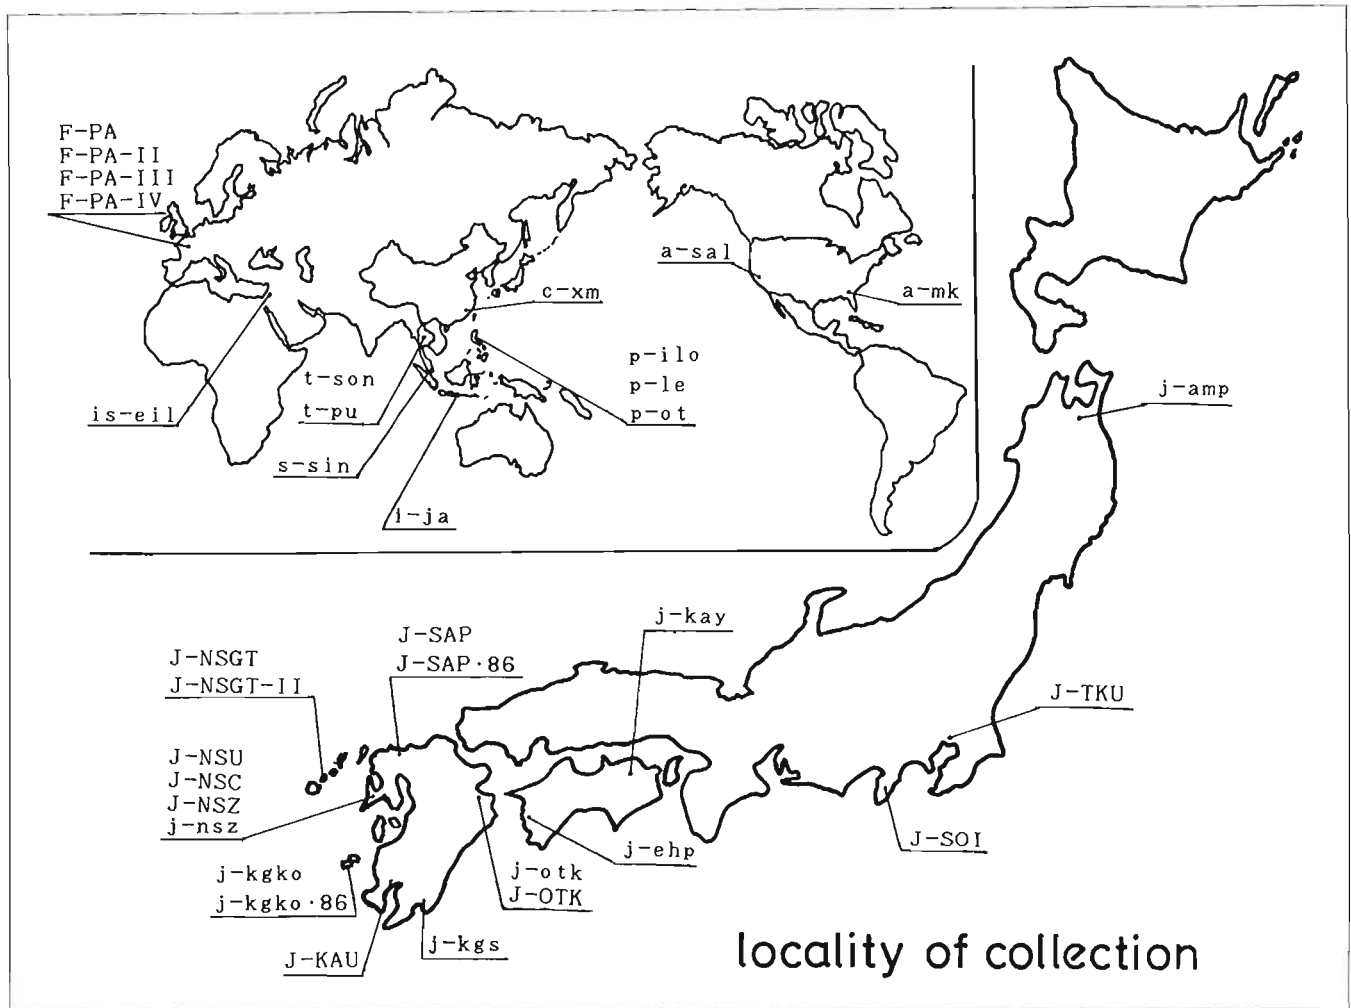 F-PA
F-PA-II
F-PA-III
F-PA-IV
a-sal
a-mk
c-xm
t-son
t-pu
is-eil
s-sin
i-ja
p-ilo
p-le
p-ot
j-amp
j-kay
J-SAP
J-SAP·86
J-NSGT
J-NSGT-II
J-TKU
J-NSU
J-NSC
J-NSZ
j-nsz
j-ehp
J-SOI
j-kgko
j-kgko·86
j-otk
J-OTK
J-KAU
j-kgs
locality of collection